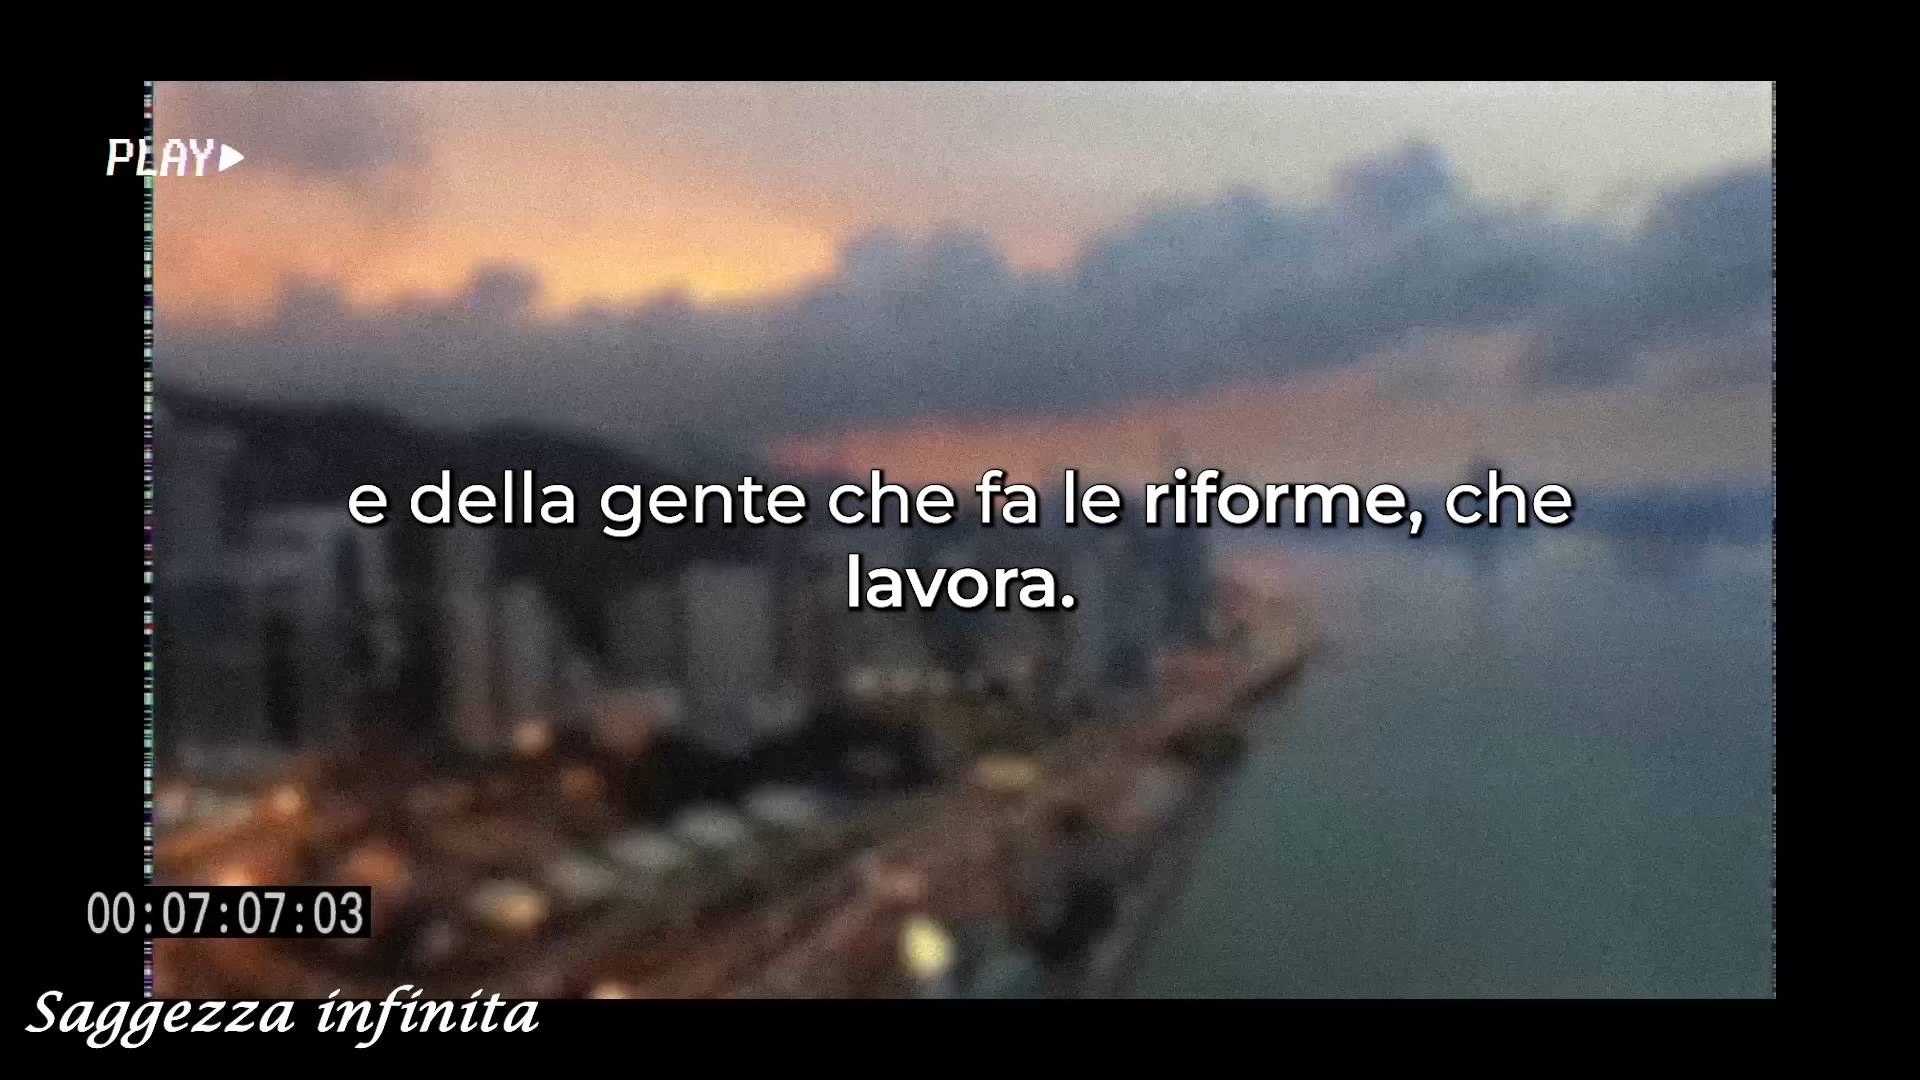 PLAY
e della gente che fa le riforme, che
lavora.
00:07:07:03
Saggezza infinita